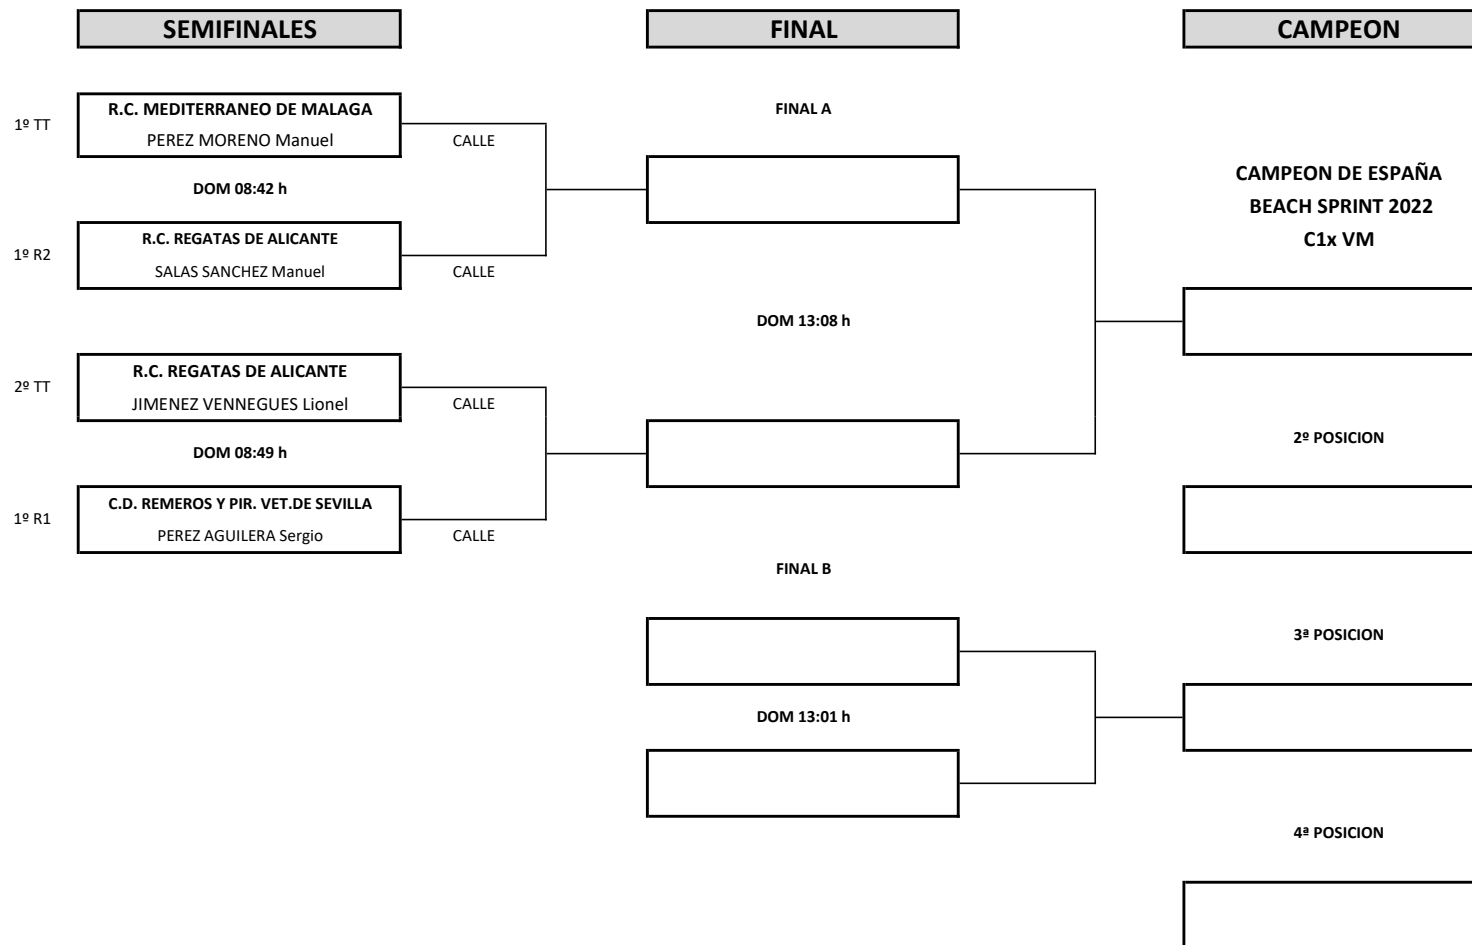 SEMIFINALES
FINAL
CAMPEON
1º TT
R.C. MEDITERRANEO DE MALAGA
PEREZ MORENO Manuel
CALLE
DOM 08:42 h
1º R2
R.C. REGATAS DE ALICANTE
SALAS SANCHEZ Manuel
CALLE
2º TT
R.C. REGATAS DE ALICANTE
JIMENEZ VENNEGUES Lionel
CALLE
DOM 08:49 h
1º R1
C.D. REMEROS Y PIR. VET.DE SEVILLA
PEREZ AGUILERA Sergio
CALLE
FINAL A
DOM 13:08 h
FINAL B
DOM 13:01 h
CAMPEON DE ESPAÑA
BEACH SPRINT 2022
C1x VM
2º POSICION
3ª POSICION
4ª POSICION